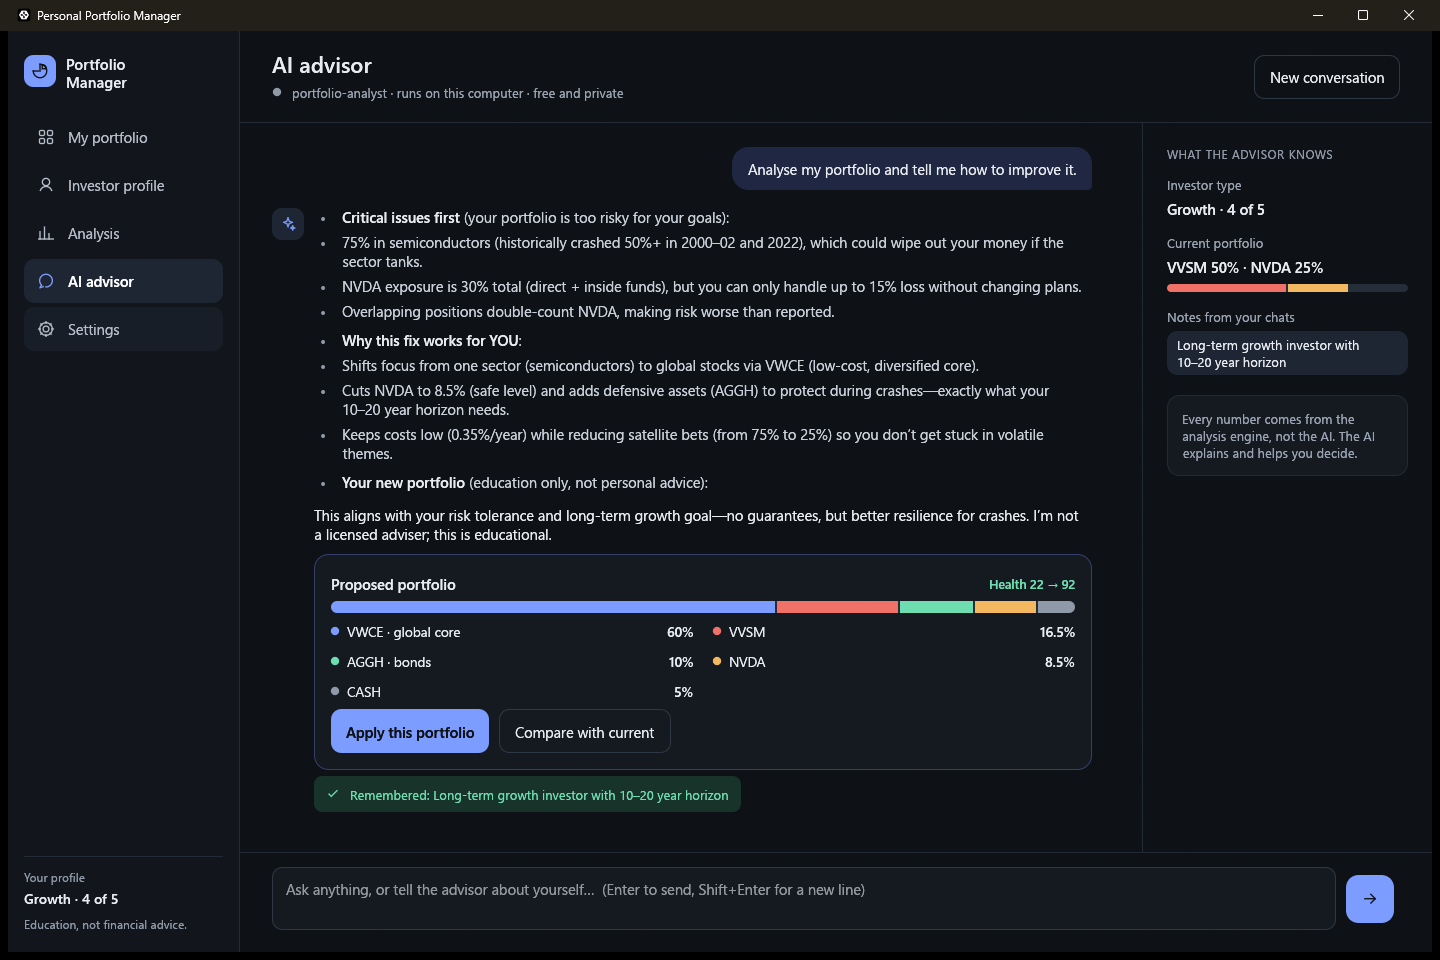 Personal Portfolio Manager
Portfolio
Manager
My portfolio
Investor profile
Analysis
AI advisor
Settings
Your profile
Growth · 4 of 5
Education, not financial advice.
AI advisor
portfolio-analyst · runs on this computer · free and private
New conversation
Analyse my portfolio and tell me how to improve it.
• Critical issues first (your portfolio is too risky for your goals):
• 75% in semiconductors (historically crashed 50%+ in 2000–02 and 2022), which could wipe out your money if the
sector tanks.
• NVDA exposure is 30% total (direct + inside funds), but you can only handle up to 15% loss without changing plans.
• Overlapping positions double-count NVDA, making risk worse than reported.
• Why this fix works for YOU:
• Shifts focus from one sector (semiconductors) to global stocks via VWCE (low-cost, diversified core).
• Cuts NVDA to 8.5% (safe level) and adds defensive assets (AGGH) to protect during crashes—exactly what your
10–20 year horizon needs.
• Keeps costs low (0.35%/year) while reducing satellite bets (from 75% to 25%) so you don't get stuck in volatile
themes.
• Your new portfolio (education only, not personal advice):
This aligns with your risk tolerance and long-term growth goal—no guarantees, but better resilience for crashes. I'm not
a licensed adviser; this is educational.
Proposed portfolio
Health 22 → 92
VWCE · global core 60%
VVSM 16.5%
AGGH · bonds 10%
NVDA 8.5%
CASH 5%
Apply this portfolio
Compare with current
Remembered: Long-term growth investor with 10–20 year horizon
Ask anything, or tell the advisor about yourself... (Enter to send, Shift+Enter for a new line)
WHAT THE ADVISOR KNOWS
Investor type
Growth · 4 of 5
Current portfolio
VVSM 50% · NVDA 25%
Notes from your chats
Long-term growth investor with
10–20 year horizon
Every number comes from the
analysis engine, not the AI. The AI
explains and helps you decide.